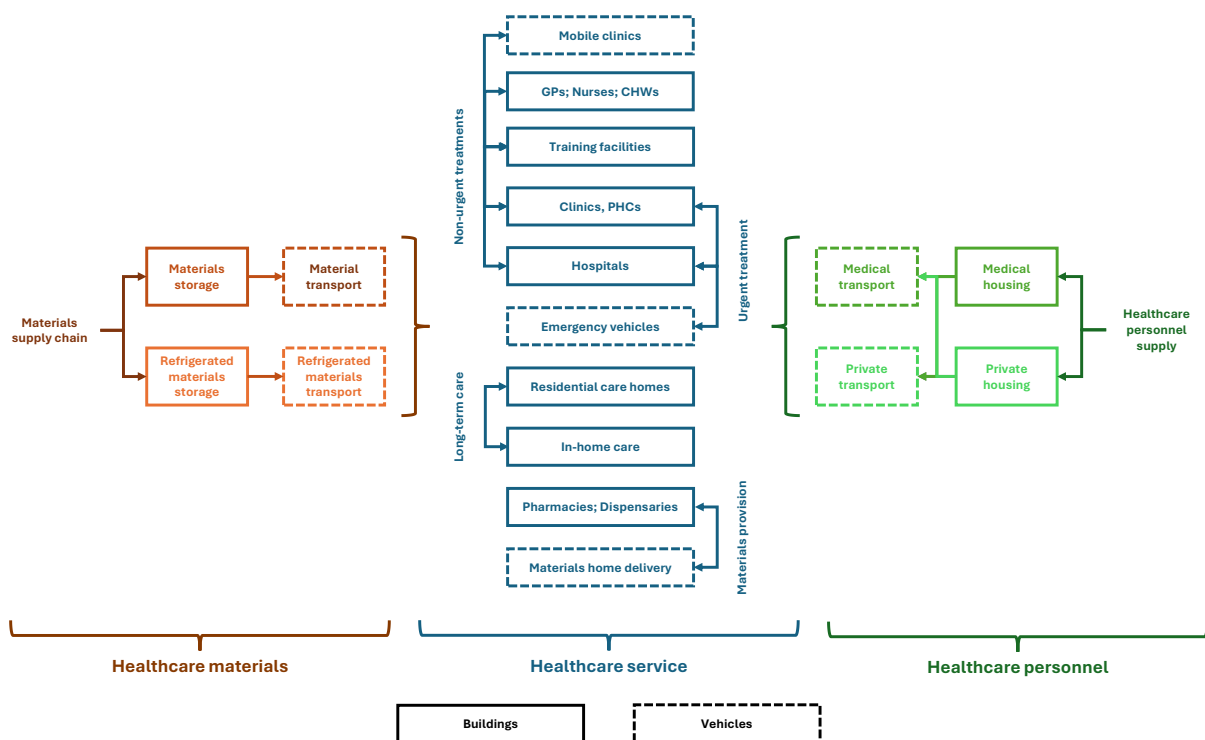 Mobile clinics
GPs; Nurses; CHWs
Training facilities
Clinics, PHCs
Hospitals
Emergency vehicles
Residential care homes
In-home care
Pharmacies; Dispensaries
Materials home delivery
Non-urgent treatments
Urgent treatment
Long-term care
Materials provision
Materials
supply chain
Materials
storage
Material
transport
Refrigerated
materials
storage
Refrigerated
materials
transport
Medical
transport
Medical
housing
Private
transport
Private
housing
Healthcare
personnel
supply
Healthcare materials
Healthcare service
Healthcare personnel
Buildings
Vehicles